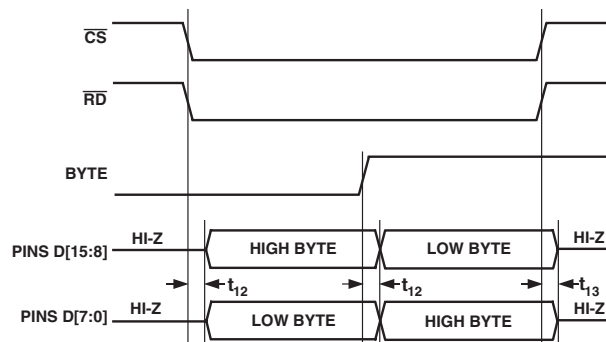 CS
RD
BYTE
PINS D[15:8] HI-Z HIGH BYTE LOW BYTE HI-Z
t12 t12 t13
PINS D[7:0] HI-Z LOW BYTE HIGH BYTE HI-Z